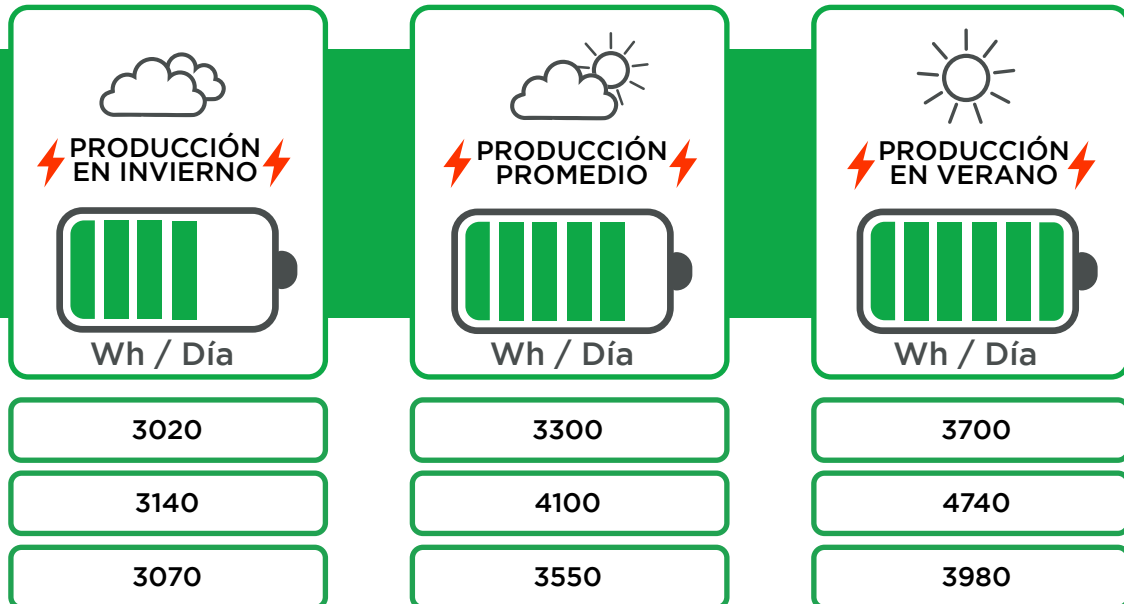 PRODUCCIÓN
EN INVIERNO
Wh / Día
PRODUCCIÓN
PROMEDIO
Wh / Día
PRODUCCIÓN
EN VERANO
Wh / Día
3020
3300
3700
3140
4100
4740
3070
3550
3980